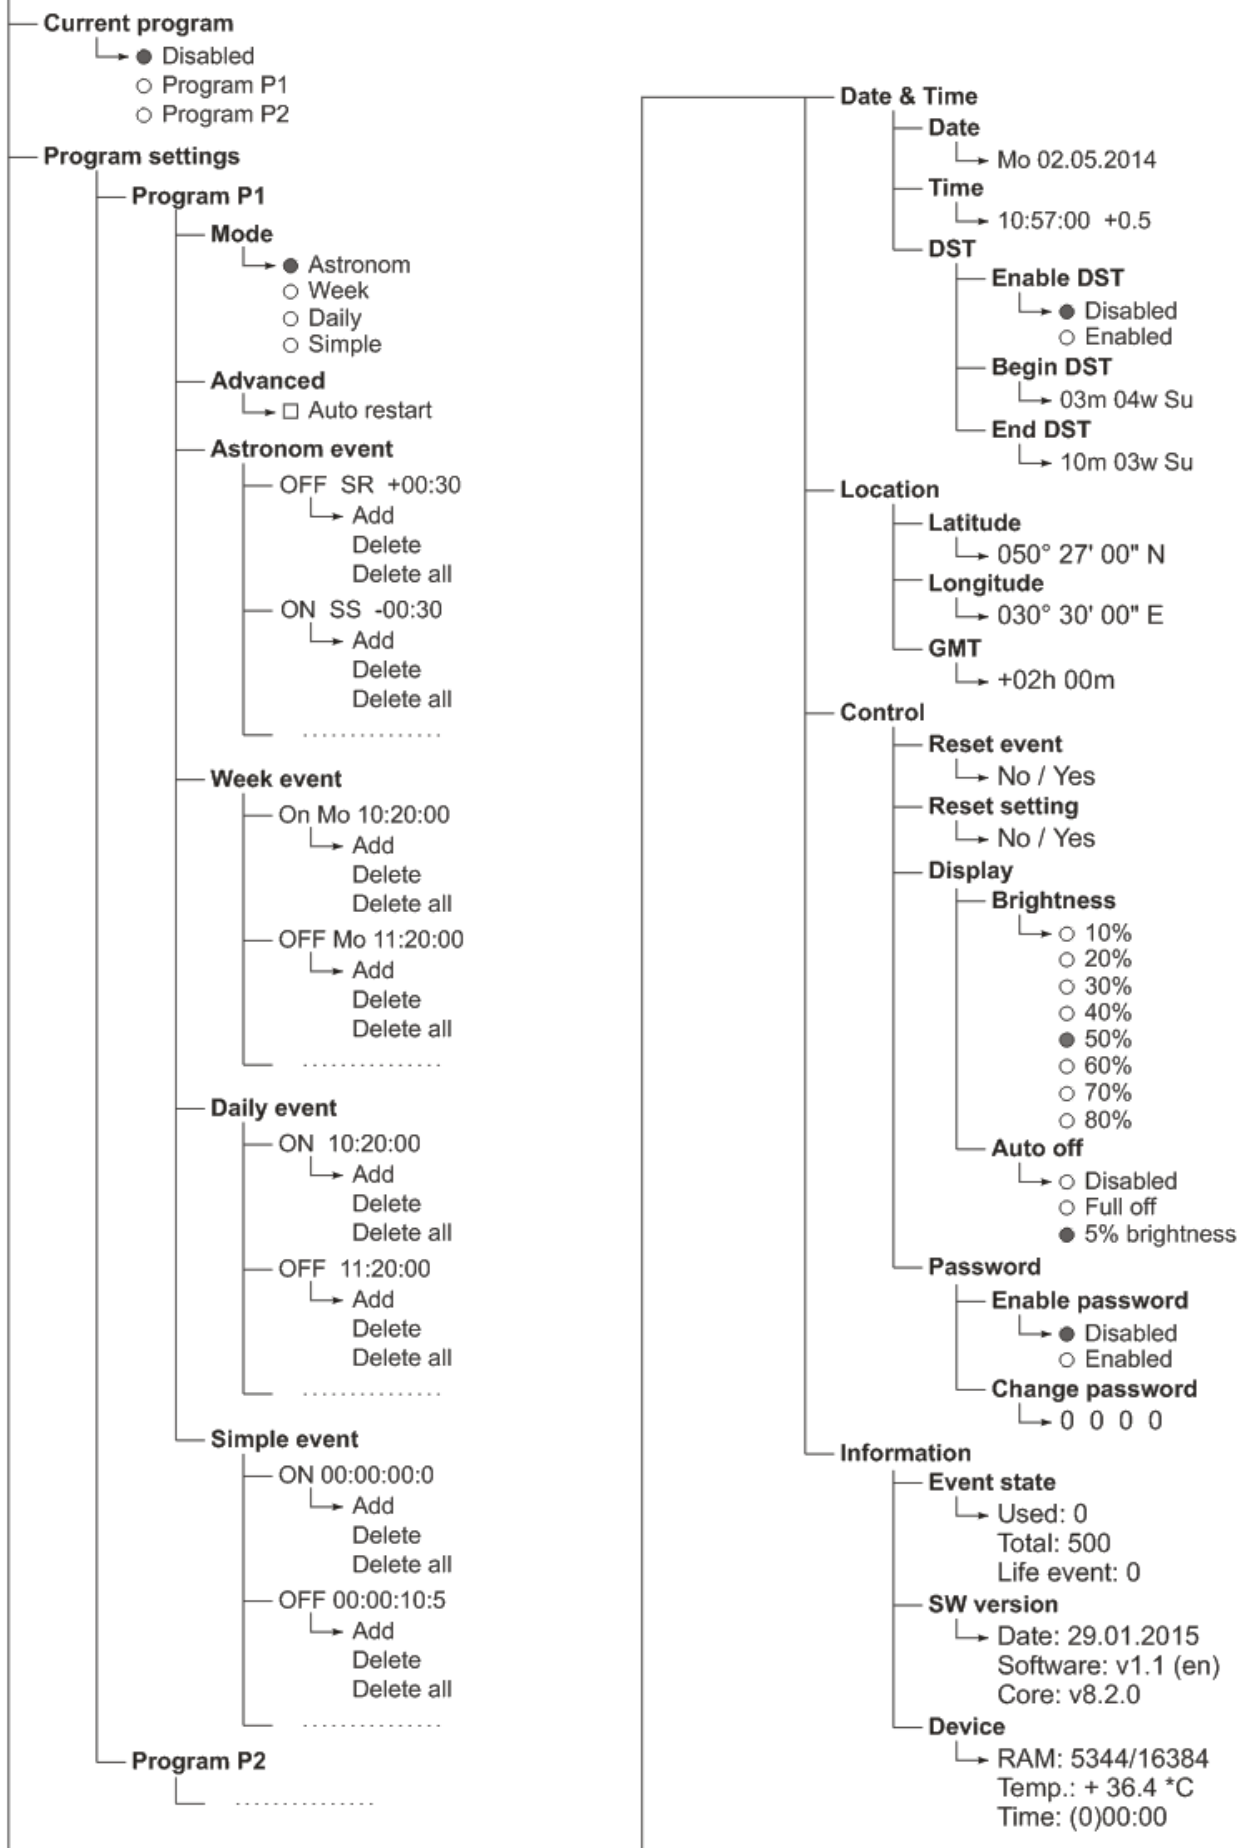 Current program
Disabled
Program P1
Program P2
Program settings
Program P1
Mode
Astronom
Week
Daily
Simple
Advanced
Auto restart
Astronom event
OFF SR +00:30
Add
Delete
Delete all
ON SS -00:30
Add
Delete
Delete all
Week event
On Mo 10:20:00
Add
Delete
Delete all
OFF Mo 11:20:00
Add
Delete
Delete all
Daily event
ON 10:20:00
Add
Delete
Delete all
OFF 11:20:00
Add
Delete
Delete all
Simple event
ON 00:00:00:0
Add
Delete
Delete all
OFF 00:00:10:5
Add
Delete
Delete all
Program P2
Date & Time
Date
Mo 02.05.2014
Time
10:57:00 +0.5
DST
Enable DST
Disabled
Enabled
Begin DST
03m 04w Su
End DST
10m 03w Su
Location
Latitude
050° 27' 00" N
Longitude
030° 30' 00" E
GMT
+02h 00m
Control
Reset event
No / Yes
Reset setting
No / Yes
Display
Brightness
10%
20%
30%
40%
50%
60%
70%
80%
Auto off
Disabled
Full off
5% brightness
Password
Enable password
Disabled
Enabled
Change password
0 0 0 0
Information
Event state
Used: 0
Total: 500
Life event: 0
SW version
Date: 29.01.2015
Software: v1.1 (en)
Core: v8.2.0
Device
RAM: 5344/16384
Temp.: + 36.4 *C
Time: (0)00:00